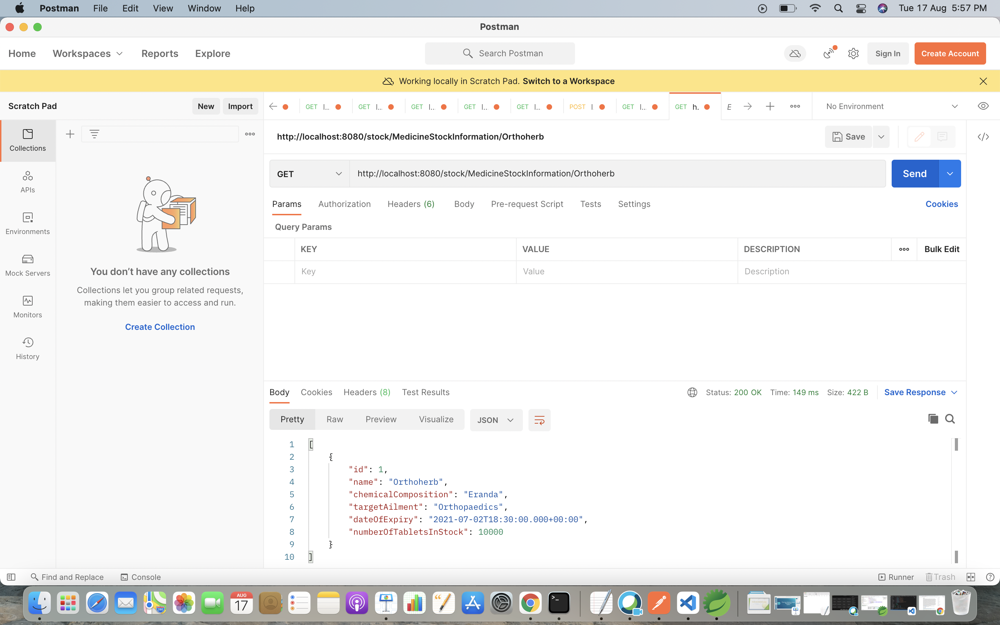 Postman File Edit View Window Help Tue 17 Aug 5:57 PM
Postman
Home Workspaces Reports Explore Search Postman Sign In Create Account
Working locally in Scratch Pad. Switch to a Workspace
Scratch Pad New Import GET l... GET l... GET l... GET l... GET l... POST l. GET l... GET h. E No Environment
Collections
http://localhost:8080/stock/MedicineStockInformation/Orthoherb Save
GET http://localhost:8080/stock/MedicineStockInformation/Orthoherb Send
APIs
Params Authorization Headers (6) Body Pre-request Script Tests Settings Cookies
Environments
Query Params
KEY VALUE DESCRIPTION Bulk Edit
Mock Servers
Key Value Description
You don’t have any collections
Collections let you group related requests,
making them easier to access and run.
Monitors
Create Collection
History
Body Cookies Headers (8) Test Results Status: 200 OK Time: 149 ms Size: 422 B Save Response
Pretty Raw Preview Visualize JSON
1 [
2 {
3 "id": 1,
4 "name": "Orthoherb",
5 "chemicalComposition": "Eranda",
6 "targetAilment": "Orthopaedics",
7 "dateOfExpiry": "2021-07-02T18:30:00.000+00:00",
8 "numberOfTabletsInStock": 10000
9 }
10 ]
Find and Replace Console Runner Trash
AUG
17
280